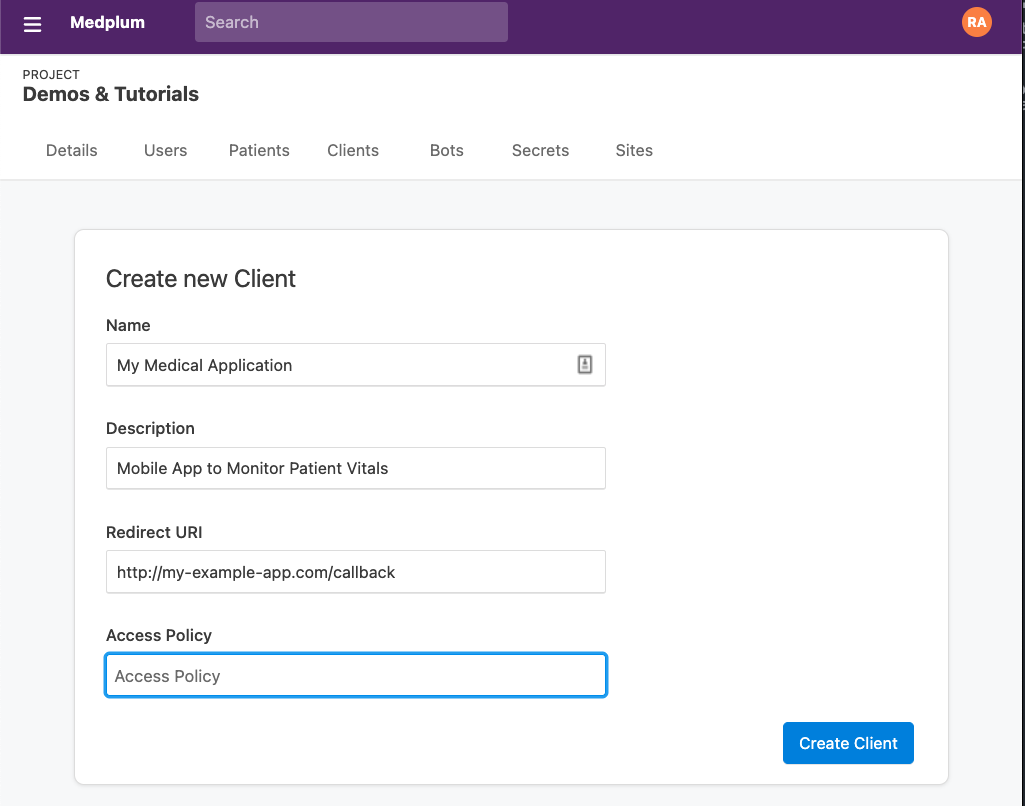 Medplum Search RA
PROJECT
Demos & Tutorials
Details Users Patients Clients Bots Secrets Sites
Create new Client
Name
My Medical Application
Description
Mobile App to Monitor Patient Vitals
Redirect URI
http://my-example-app.com/callback
Access Policy
Access Policy
Create Client